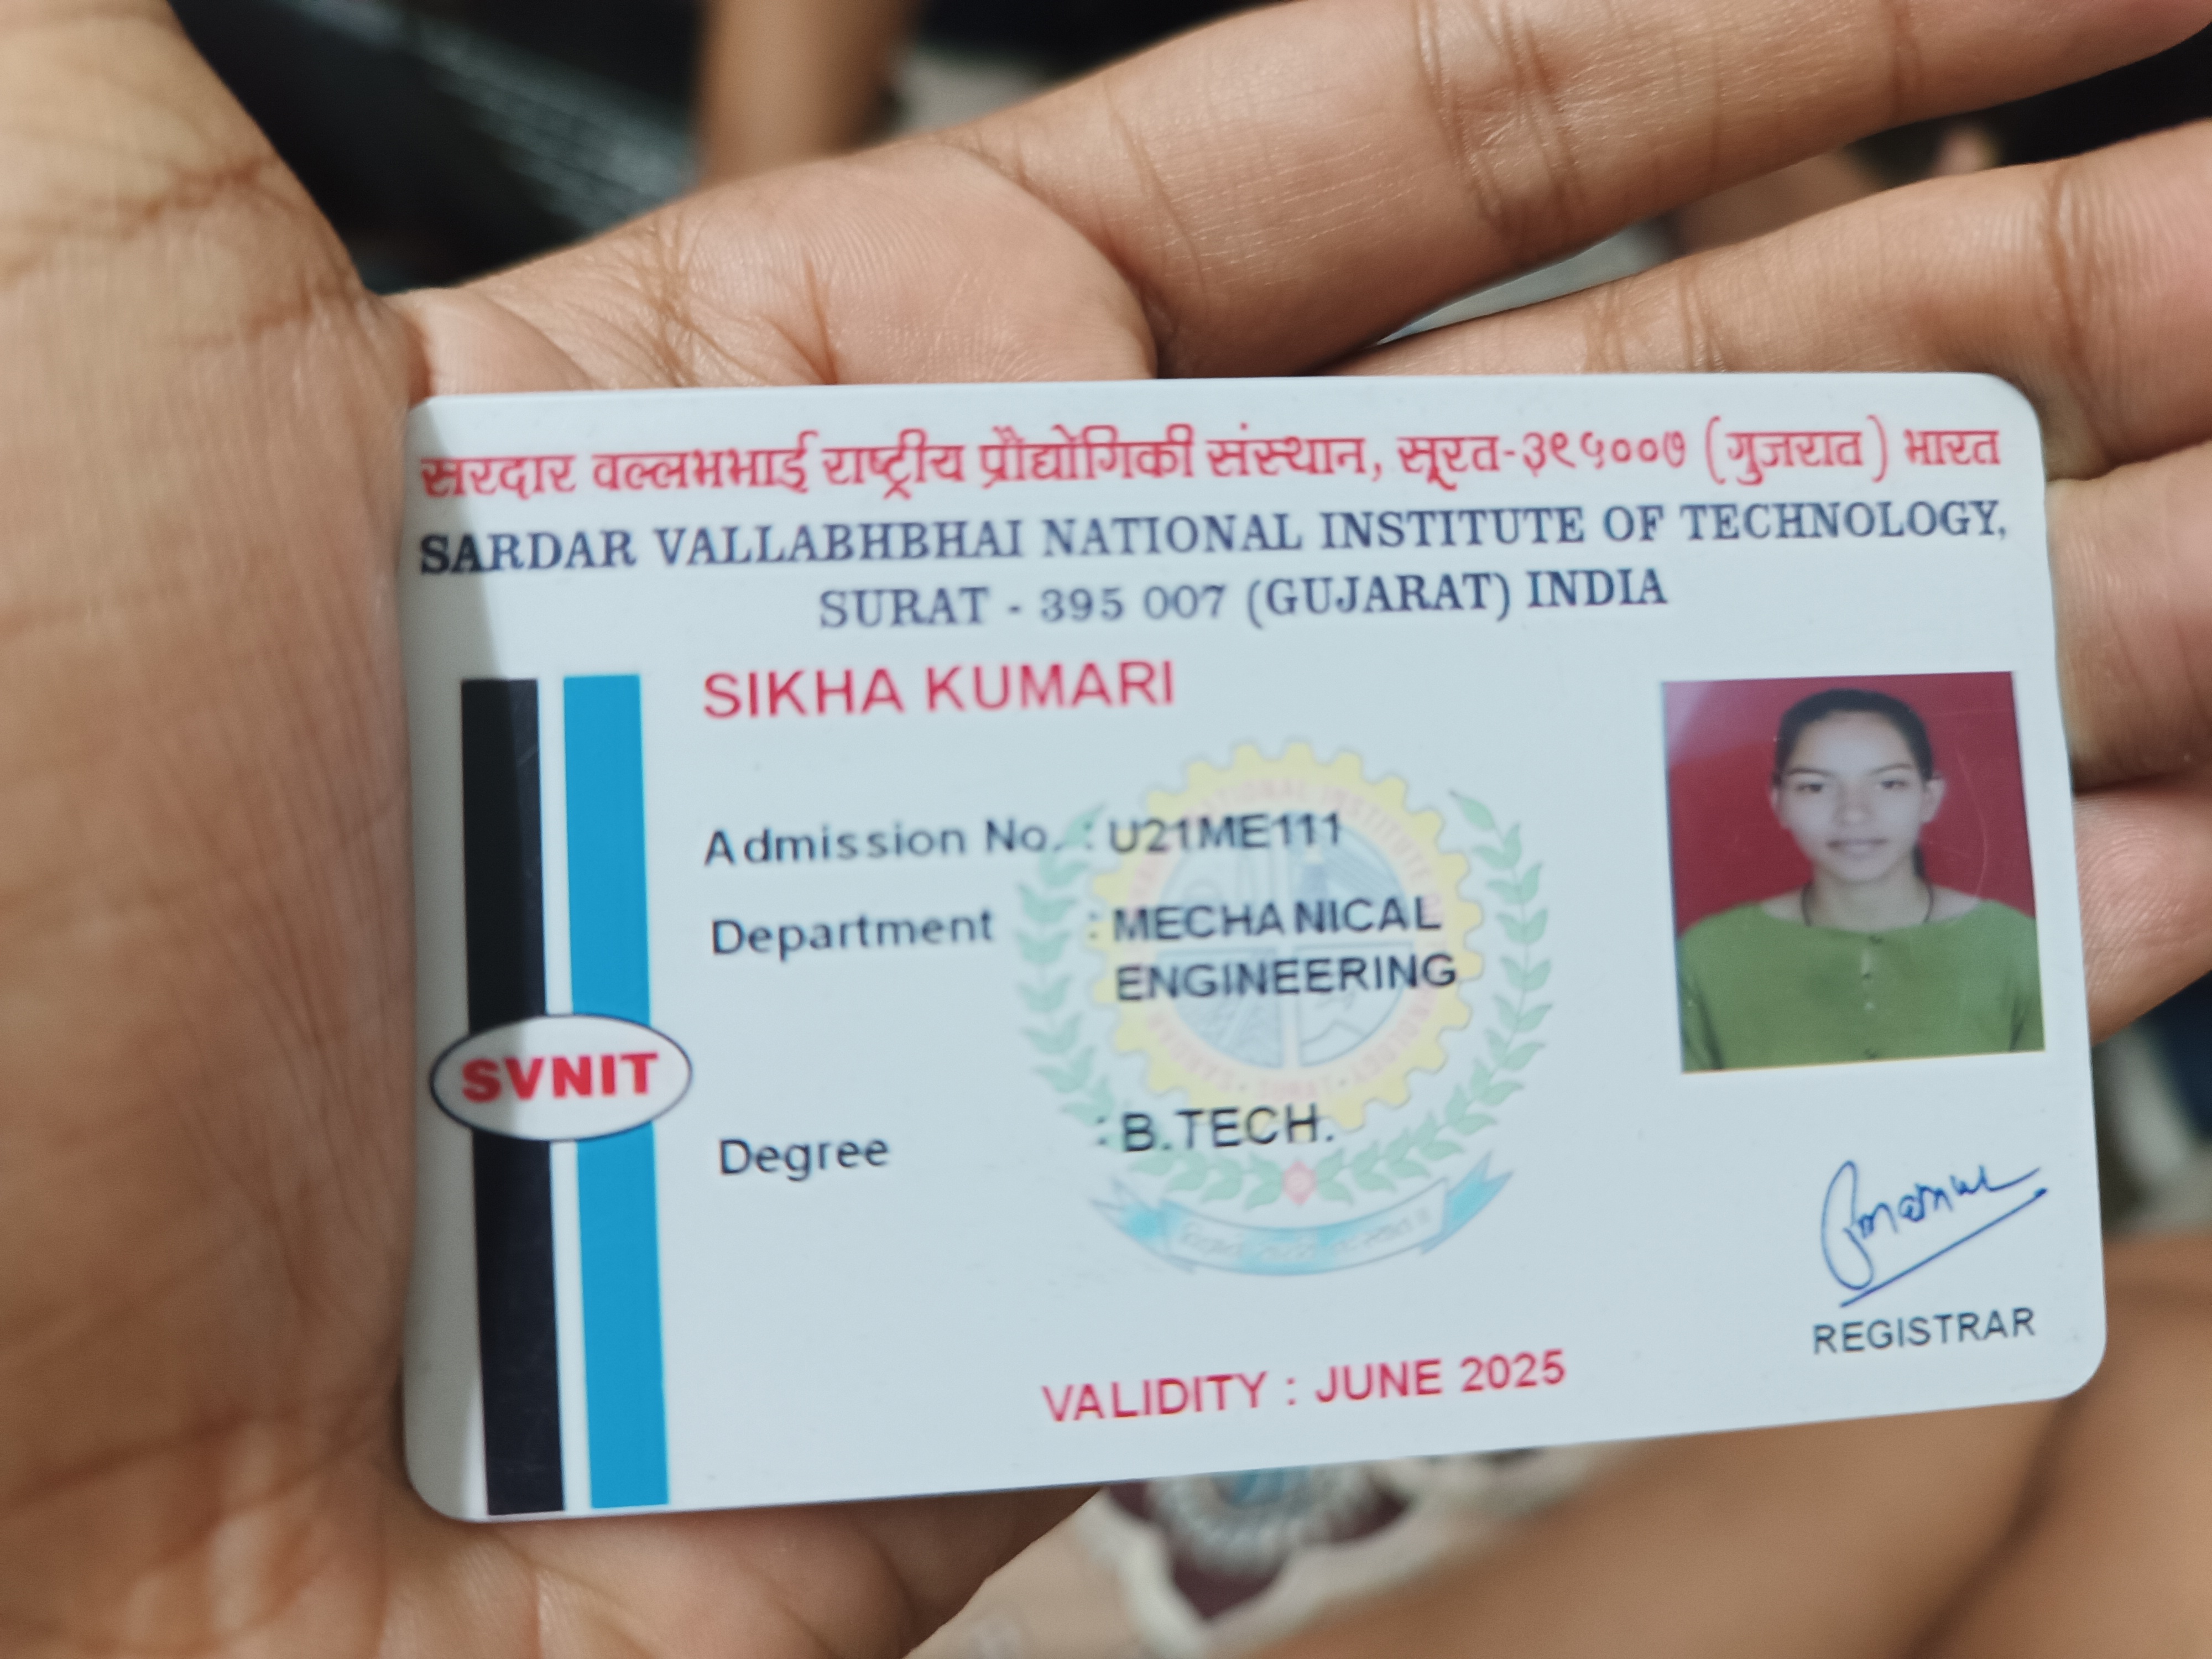 सरदार वल्लभभाई राष्ट्रीय प्रौद्योगिकी संस्थान, सूरत-३९५००७ (गुजरात) भारत
SARDAR VALLABHBHAI NATIONAL INSTITUTE OF TECHNOLOGY,
SURAT - 395 007 (GUJARAT) INDIA
SIKHA KUMARI
Admission No. : U21ME111
Department : MECHANICAL
ENGINEERING
SVNIT
Degree : B.TECH.
REGISTRAR
VALIDITY : JUNE 2025